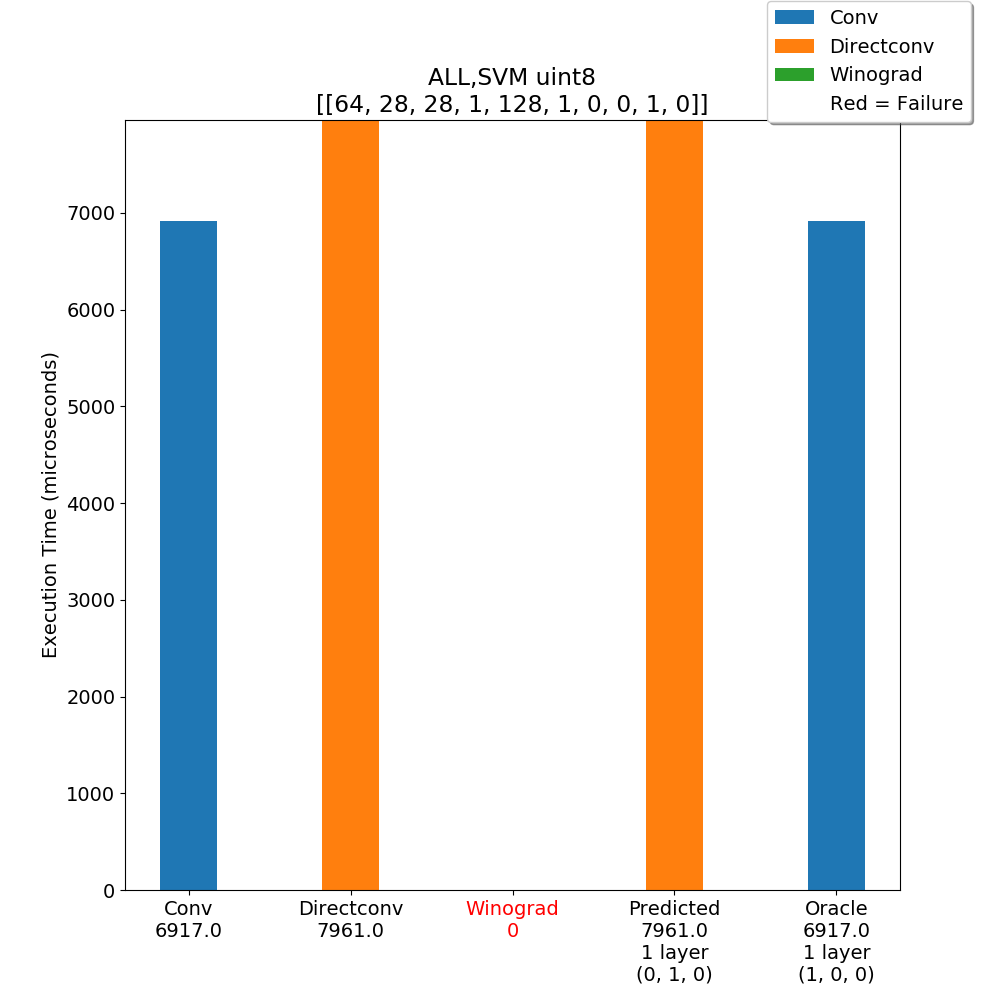 Conv
Directconv
Winograd
Red = Failure
ALL,SVM uint8
[[64, 28, 28, 1, 128, 1, 0, 0, 1, 0]]
Execution Time (microseconds)
7000
6000
5000
4000
3000
2000
1000
0
Conv
6917.0
Directconv
7961.0
Winograd
0
Predicted
7961.0
1 layer
(0, 1, 0)
Oracle
6917.0
1 layer
(1, 0, 0)